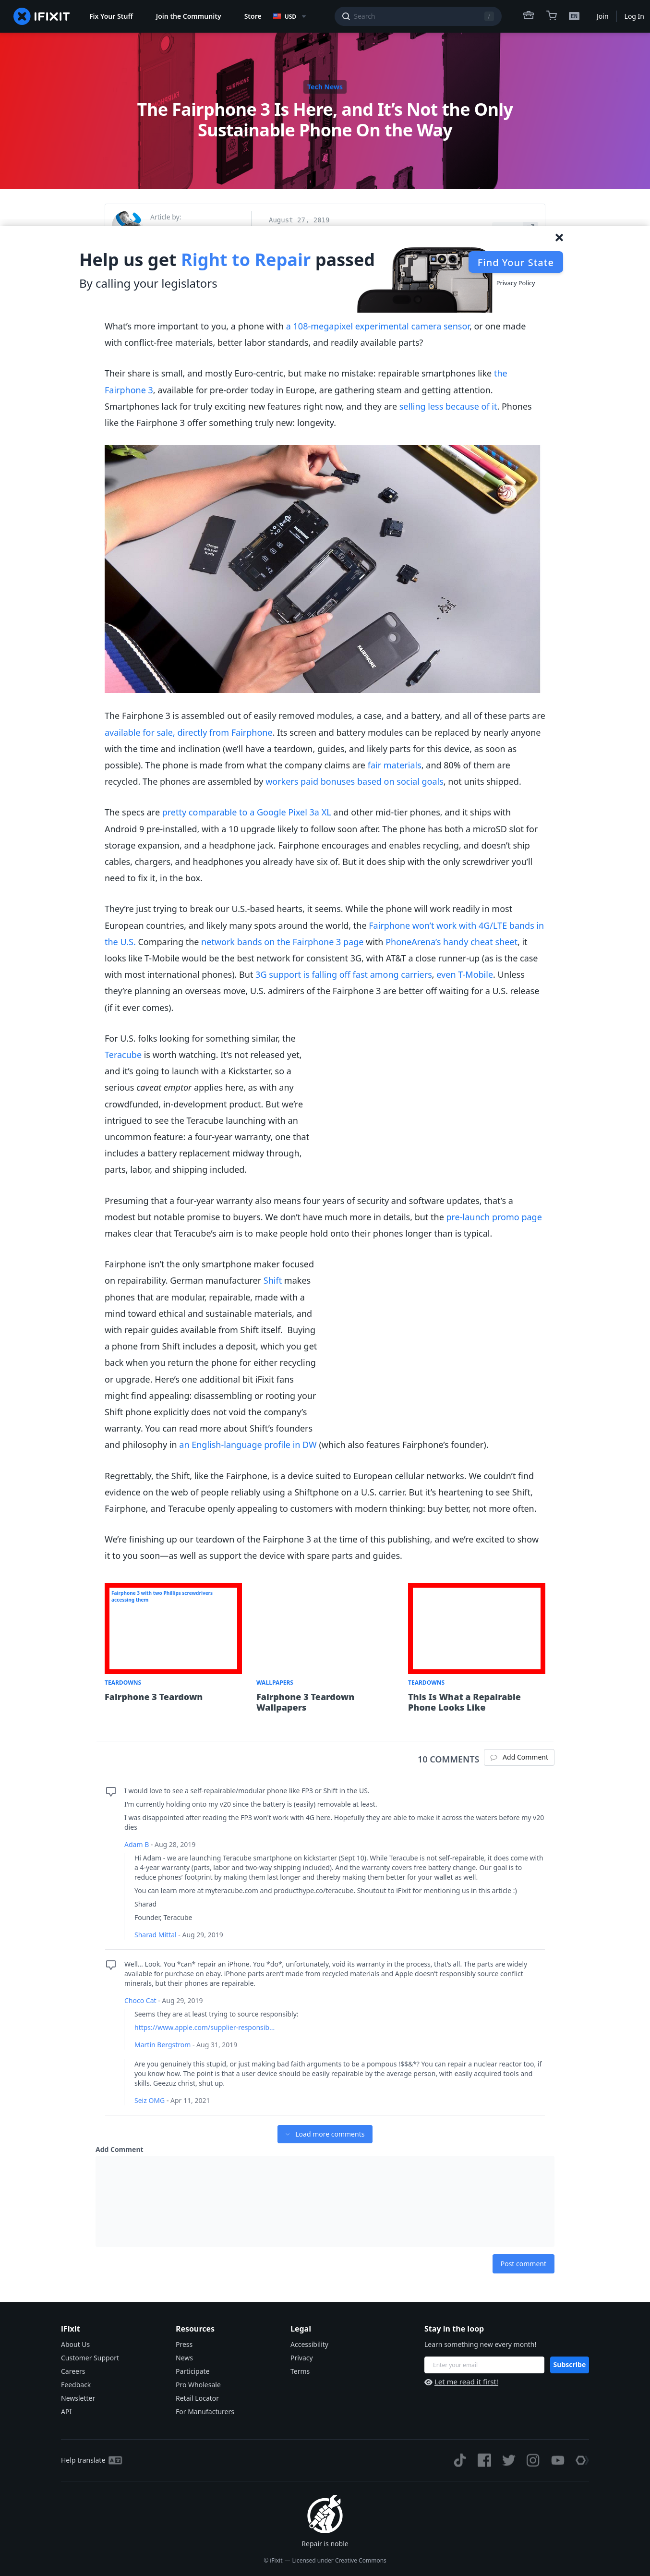 IFIXIT
Fix Your Stuff
Join the Community
Store
USD
Search
/
EN
Join
Log In
Tech News
The Fairphone 3 Is Here, and It’s Not the Only
Sustainable Phone On the Way
Article by:
August 27, 2019
Help us get Right to Repair passed
By calling your legislators
Find Your State
Privacy Policy
What’s more important to you, a phone with a 108-megapixel experimental camera sensor, or one made
with conflict-free materials, better labor standards, and readily available parts?
Their share is small, and mostly Euro-centric, but make no mistake: repairable smartphones like the
Fairphone 3, available for pre-order today in Europe, are gathering steam and getting attention.
Smartphones lack for truly exciting new features right now, and they are selling less because of it. Phones
like the Fairphone 3 offer something truly new: longevity.
Change is in your hands
FAIRPHONE
The Fairphone 3 is assembled out of easily removed modules, a case, and a battery, and all of these parts are
available for sale, directly from Fairphone. Its screen and battery modules can be replaced by nearly anyone
with the time and inclination (we’ll have a teardown, guides, and likely parts for this device, as soon as
possible). The phone is made from what the company claims are fair materials, and 80% of them are
recycled. The phones are assembled by workers paid bonuses based on social goals, not units shipped.
The specs are pretty comparable to a Google Pixel 3a XL and other mid-tier phones, and it ships with
Android 9 pre-installed, with a 10 upgrade likely to follow soon after. The phone has both a microSD slot for
storage expansion, and a headphone jack. Fairphone encourages and enables recycling, and doesn’t ship
cables, chargers, and headphones you already have six of. But it does ship with the only screwdriver you’ll
need to fix it, in the box.
They’re just trying to break our U.S.-based hearts, it seems. While the phone will work readily in most
European countries, and likely many spots around the world, the Fairphone won’t work with 4G/LTE bands in
the U.S. Comparing the network bands on the Fairphone 3 page with PhoneArena’s handy cheat sheet, it
looks like T-Mobile would be the best network for consistent 3G, with AT&T a close runner-up (as is the case
with most international phones). But 3G support is falling off fast among carriers, even T-Mobile. Unless
they’re planning an overseas move, U.S. admirers of the Fairphone 3 are better off waiting for a U.S. release
(if it ever comes).
For U.S. folks looking for something similar, the
Teracube is worth watching. It’s not released yet,
and it’s going to launch with a Kickstarter, so a
serious caveat emptor applies here, as with any
crowdfunded, in-development product. But we’re
intrigued to see the Teracube launching with an
uncommon feature: a four-year warranty, one that
includes a battery replacement midway through,
parts, labor, and shipping included.
Presuming that a four-year warranty also means four years of security and software updates, that’s a
modest but notable promise to buyers. We don’t have much more in details, but the pre-launch promo page
makes clear that Teracube’s aim is to make people hold onto their phones longer than is typical.
Fairphone isn’t the only smartphone maker focused
on repairability. German manufacturer Shift makes
phones that are modular, repairable, made with a
mind toward ethical and sustainable materials, and
with repair guides available from Shift itself.  Buying
a phone from Shift includes a deposit, which you get
back when you return the phone for either recycling
or upgrade. Here’s one additional bit iFixit fans
might find appealing: disassembling or rooting your
Shift phone explicitly does not void the company’s
warranty. You can read more about Shift’s founders
and philosophy in an English-language profile in DW (which also features Fairphone’s founder).
Regrettably, the Shift, like the Fairphone, is a device suited to European cellular networks. We couldn’t find
evidence on the web of people reliably using a Shiftphone on a U.S. carrier. But it’s heartening to see Shift,
Fairphone, and Teracube openly appealing to customers with modern thinking: buy better, not more often.
We’re finishing up our teardown of the Fairphone 3 at the time of this publishing, and we’re excited to show
it to you soon—as well as support the device with spare parts and guides.
Fairphone 3 with two Phillips screwdrivers
accessing them
TEARDOWNS
Fairphone 3 Teardown
WALLPAPERS
Fairphone 3 Teardown
Wallpapers
TEARDOWNS
This Is What a Repairable
Phone Looks Like
10 COMMENTS
Add Comment
I would love to see a self-repairable/modular phone like FP3 or Shift in the US.
I'm currently holding onto my v20 since the battery is (easily) removable at least.
I was disappointed after reading the FP3 won't work with 4G here. Hopefully they are able to make it across the waters before my v20
dies
Adam B - Aug 28, 2019
Hi Adam - we are launching Teracube smartphone on kickstarter (Sept 10). While Teracube is not self-repairable, it does come with
a 4-year warranty (parts, labor and two-way shipping included). And the warranty covers free battery change. Our goal is to
reduce phones' footprint by making them last longer and thereby making them better for your wallet as well.
You can learn more at myteracube.com and producthype.co/teracube. Shoutout to iFixit for mentioning us in this article :)
Sharad
Founder, Teracube
Sharad Mittal - Aug 29, 2019
Well... Look. You *can* repair an iPhone. You *do*, unfortunately, void its warranty in the process, that’s all. The parts are widely
available for purchase on ebay. iPhone parts aren’t made from recycled materials and Apple doesn’t responsibly source conflict
minerals, but their phones are repairable.
Choco Cat - Aug 29, 2019
Seems they are at least trying to source responsibly:
https://www.apple.com/supplier-responsib...
Martin Bergstrom - Aug 31, 2019
Are you genuinely this stupid, or just making bad faith arguments to be a pompous !$$&*? You can repair a nuclear reactor too, if
you know how. The point is that a user device should be easily repairable by the average person, with easily acquired tools and
skills. Geezuz christ, shut up.
Seiz OMG - Apr 11, 2021
Load more comments
Add Comment
Post comment
iFixit
About Us
Customer Support
Careers
Feedback
Newsletter
API
Resources
Press
News
Participate
Pro Wholesale
Retail Locator
For Manufacturers
Legal
Accessibility
Privacy
Terms
Stay in the loop
Learn something new every month!
Enter your email
Subscribe
Let me read it first!
Help translate
Repair is noble
© iFixit — Licensed under Creative Commons